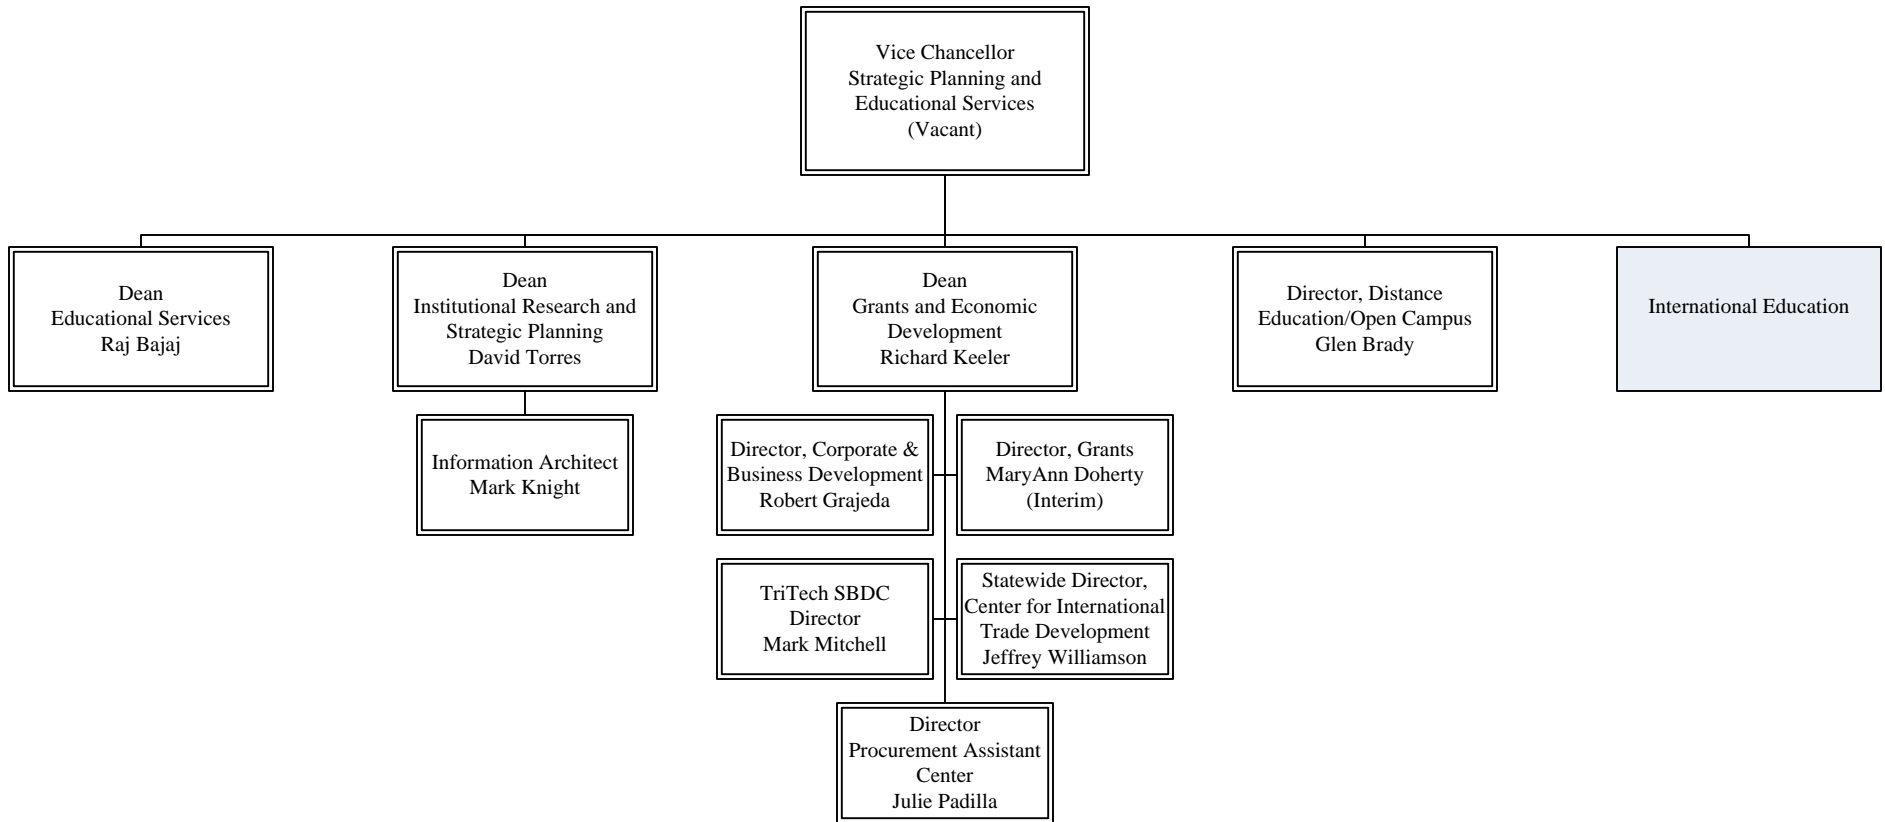 Vice Chancellor
Strategic Planning and
Educational Services
(Vacant)
Dean
Educational Services
Raj Bajaj
Dean
Institutional Research and
Strategic Planning
David Torres
Dean
Grants and Economic
Development
Richard Keeler
Director, Distance
Education/Open Campus
Glen Brady
International Education
Information Architect
Mark Knight
Director, Corporate &
Business Development
Robert Grajeda
Director, Grants
MaryAnn Doherty
(Interim)
TriTech SBDC
Director
Mark Mitchell
Statewide Director,
Center for International
Trade Development
Jeffrey Williamson
Director
Procurement Assistant
Center
Julie Padilla